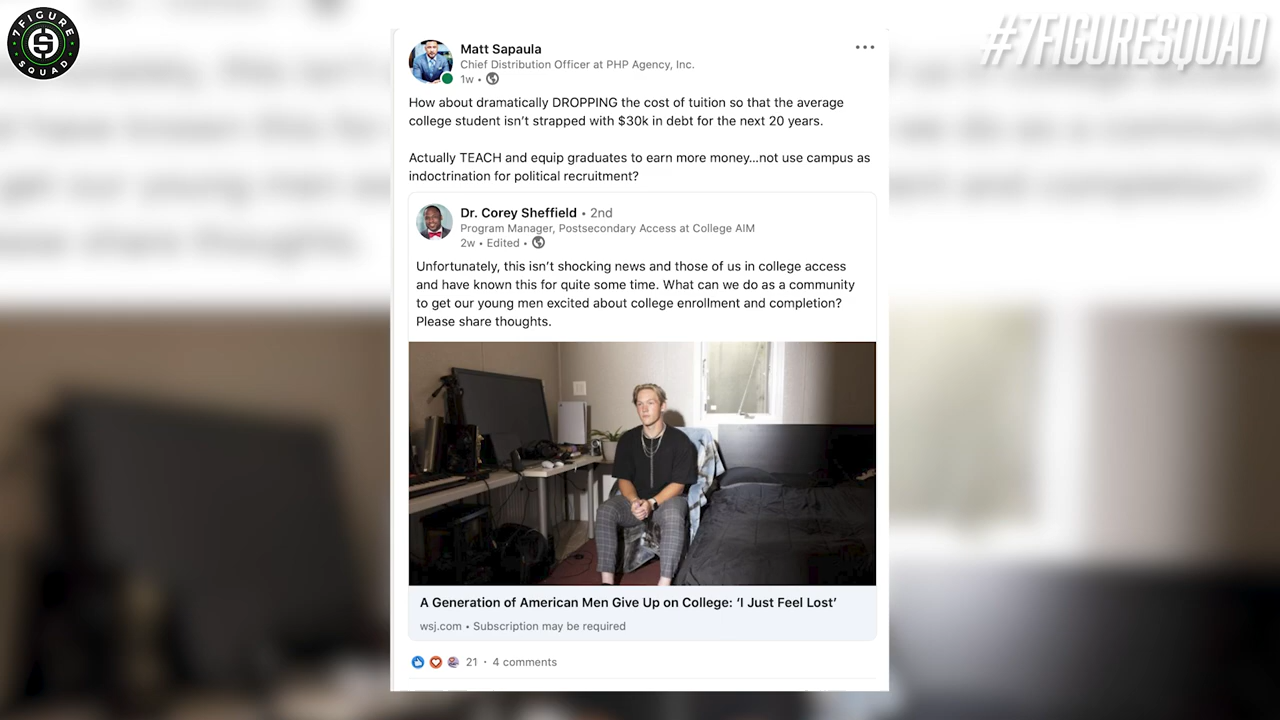 7FIGURE
SQUAD
#7FIGURESQUAD
Matt Sapaula
Chief Distribution Officer at PHP Agency, Inc.
1w •
How about dramatically DROPPING the cost of tuition so that the average
college student isn’t strapped with $30k in debt for the next 20 years.
Actually TEACH and equip graduates to earn more money...not use campus as
indoctrination for political recruitment?
Dr. Corey Sheffield • 2nd
Program Manager, Postsecondary Access at College AIM
2w • Edited •
Unfortunately, this isn’t shocking news and those of us in college access
and have known this for quite some time. What can we do as a community
to get our young men excited about college enrollment and completion?
Please share thoughts.
A Generation of American Men Give Up on College: ‘I Just Feel Lost’
wsj.com • Subscription may be required
21 • 4 comments